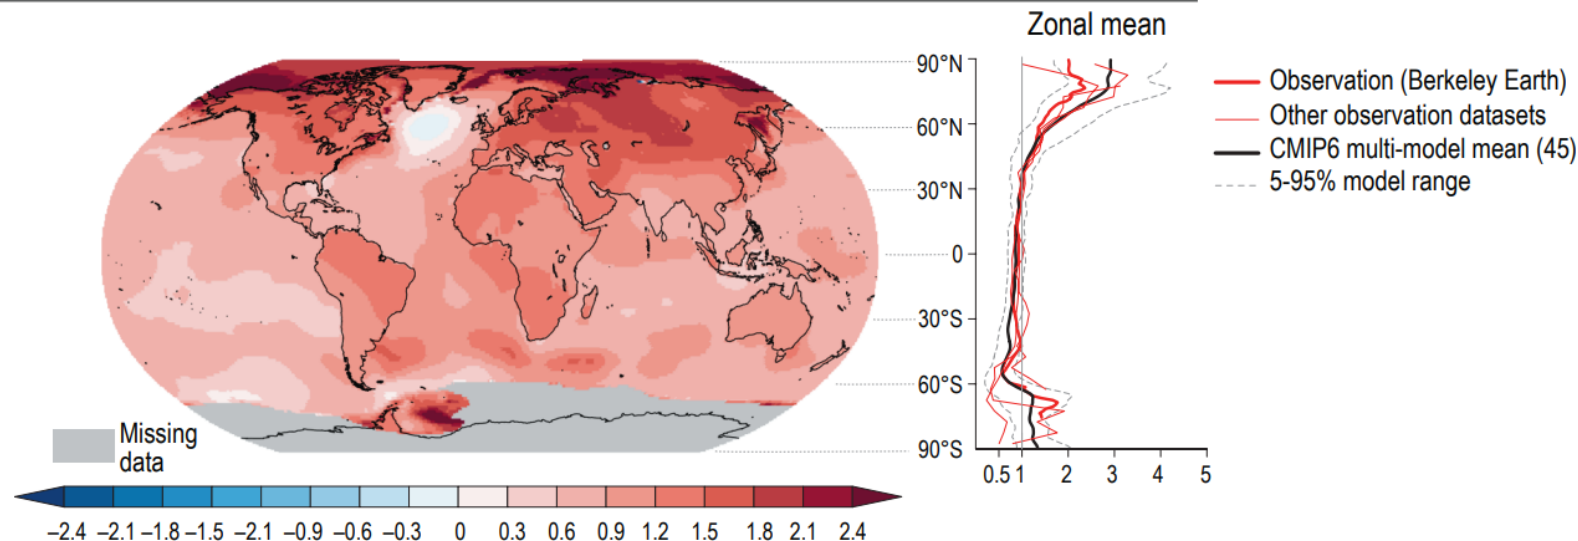 Zonal mean
90°N
60°N
30°N
0
30°S
60°S
90°S
0.5 1 2 3 4 5
Observation (Berkeley Earth)
Other observation datasets
CMIP6 multi-model mean (45)
5-95% model range
Missing
data
–2.4 –2.1 –1.8 –1.5 –2.1 –0.9 –0.6 –0.3 0 0.3 0.6 0.9 1.2 1.5 1.8 2.1 2.4